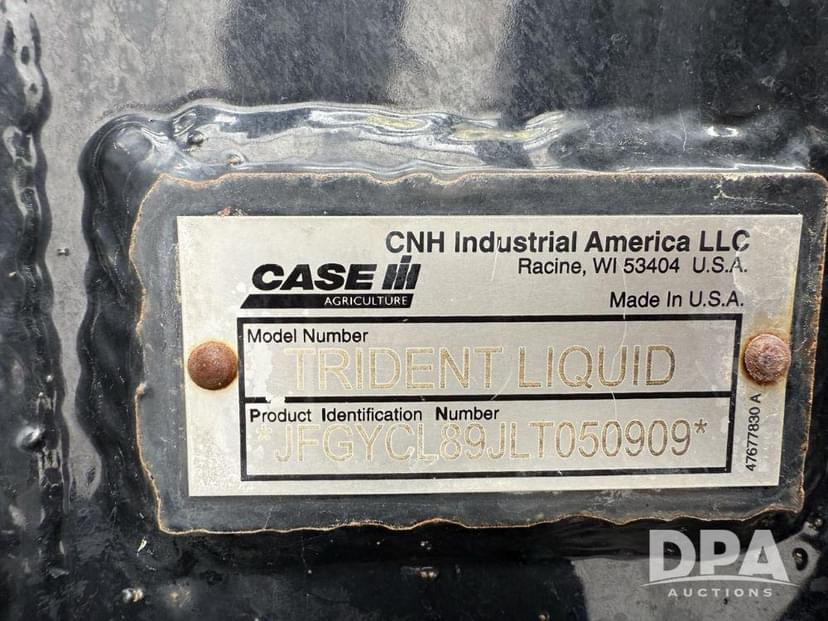 CNH Industrial America LLC
Racine, WI 53404 U.S.A.
CASE IH
AGRICULTURE
Made In U.S.A.
Model Number
TRIDENT LIQUID
Product Identification Number
*JFGYCL89JLT050909*
47677830 A
DPA
AUCTIONS